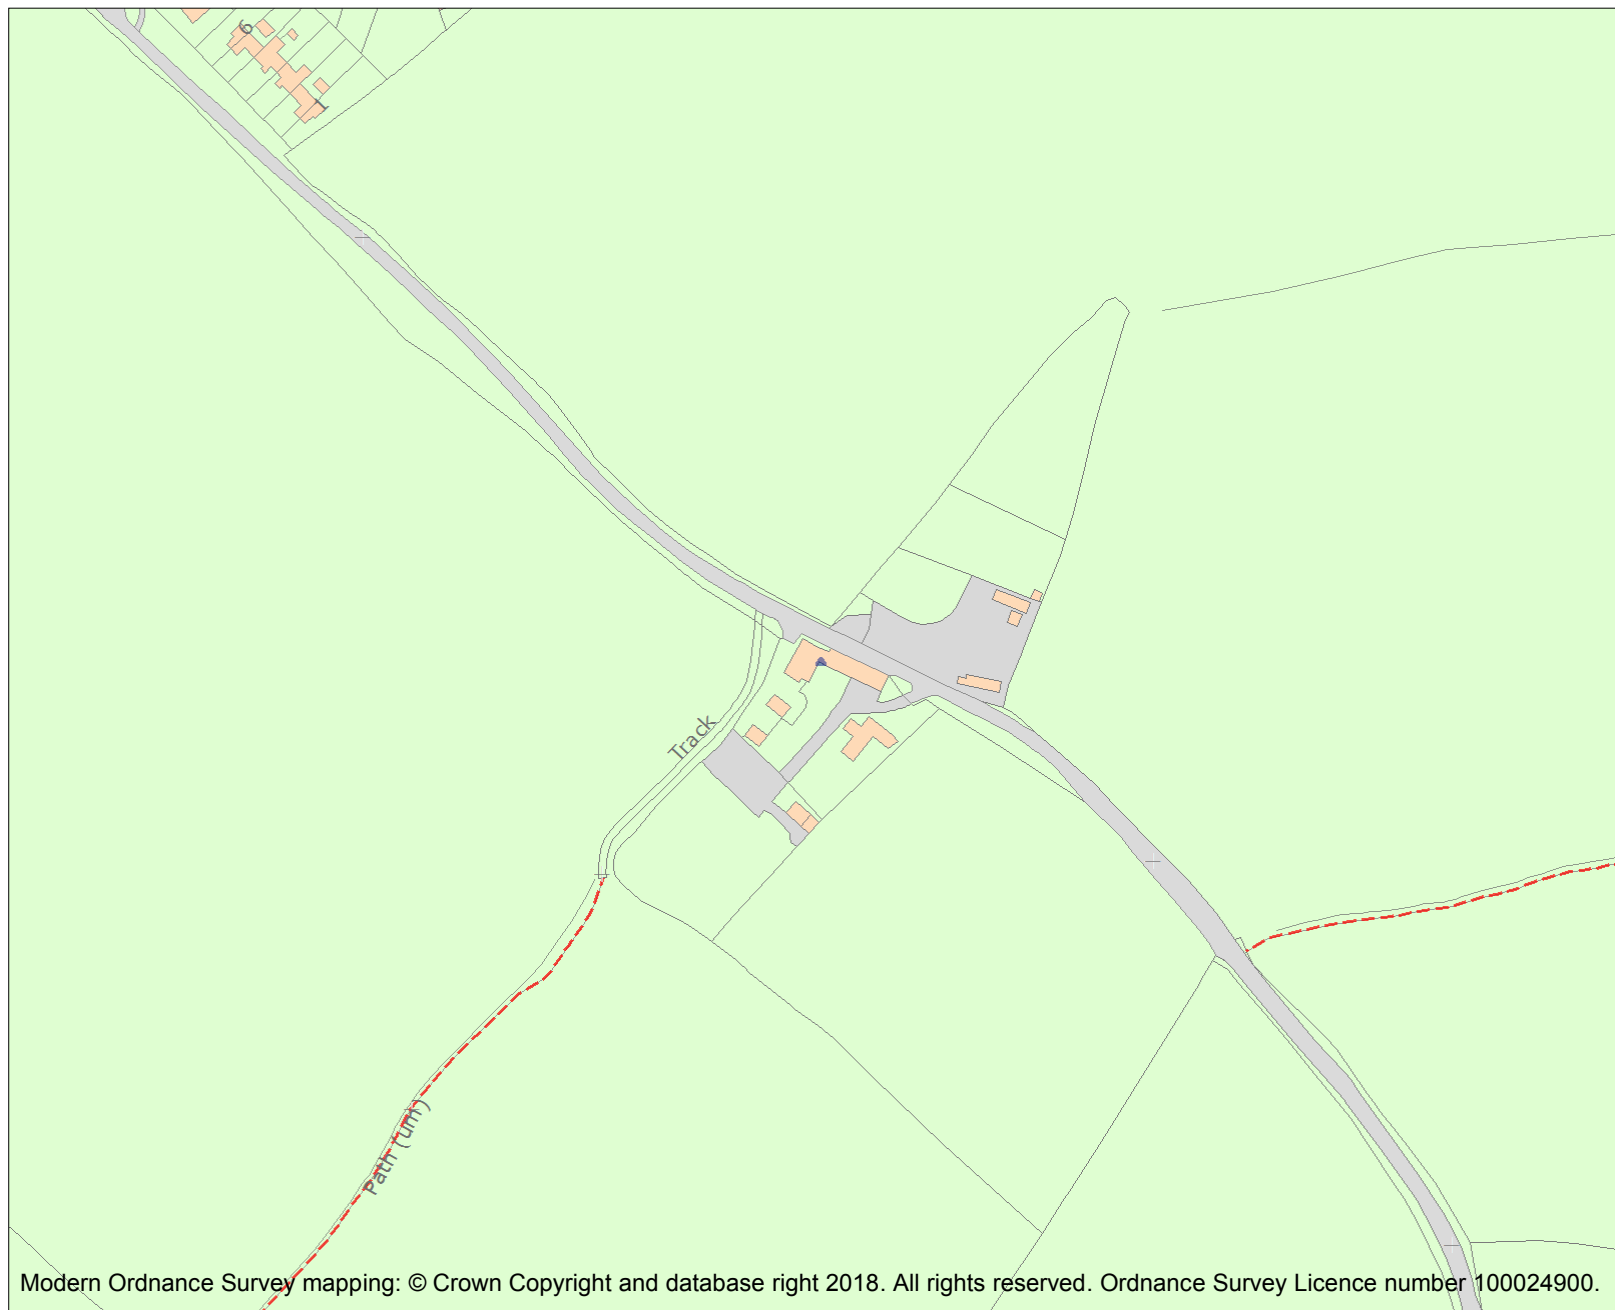 6
1
Track
Path (um)
Modern Ordnance Survey mapping: © Crown Copyright and database right 2018. All rights reserved. Ordnance Survey Licence number 100024900.